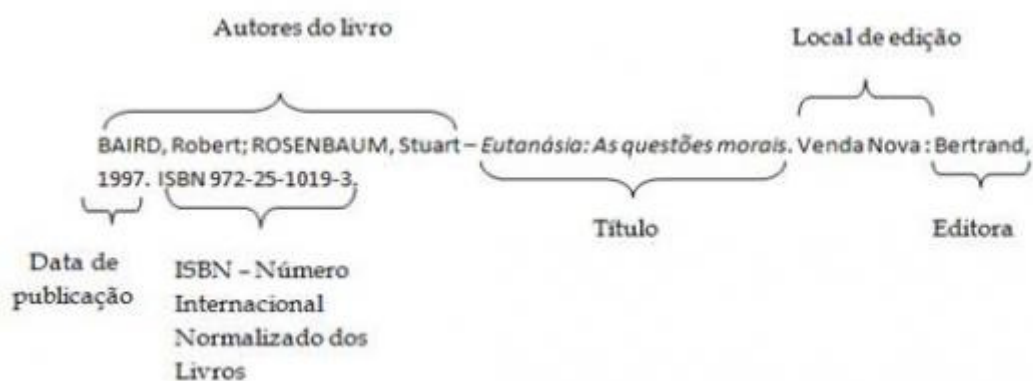 Autores do livro
Local de edição
BAIRD, Robert; ROSENBAUM, Stuart – Eutanásia: As questões morais. Venda Nova : Bertrand,
1997. ISBN 972-25-1019-3.
Título
Editora
Data de
publicação
ISBN – Número
Internacional
Normalizado dos
Livros